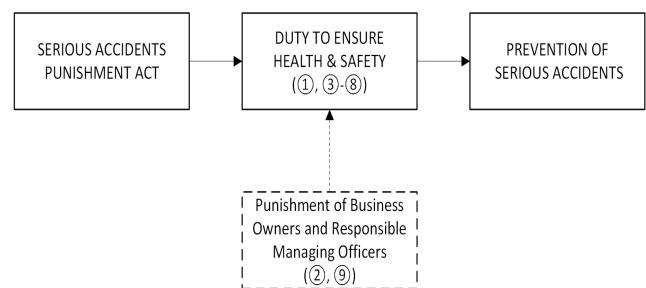 SERIOUS ACCIDENTS
PUNISHMENT ACT
DUTY TO ENSURE
HEALTH & SAFETY
(①, ③-⑧)
PREVENTION OF
SERIOUS ACCIDENTS
Punishment of Business
Owners and Responsible
Managing Officers
(②, ⑨)